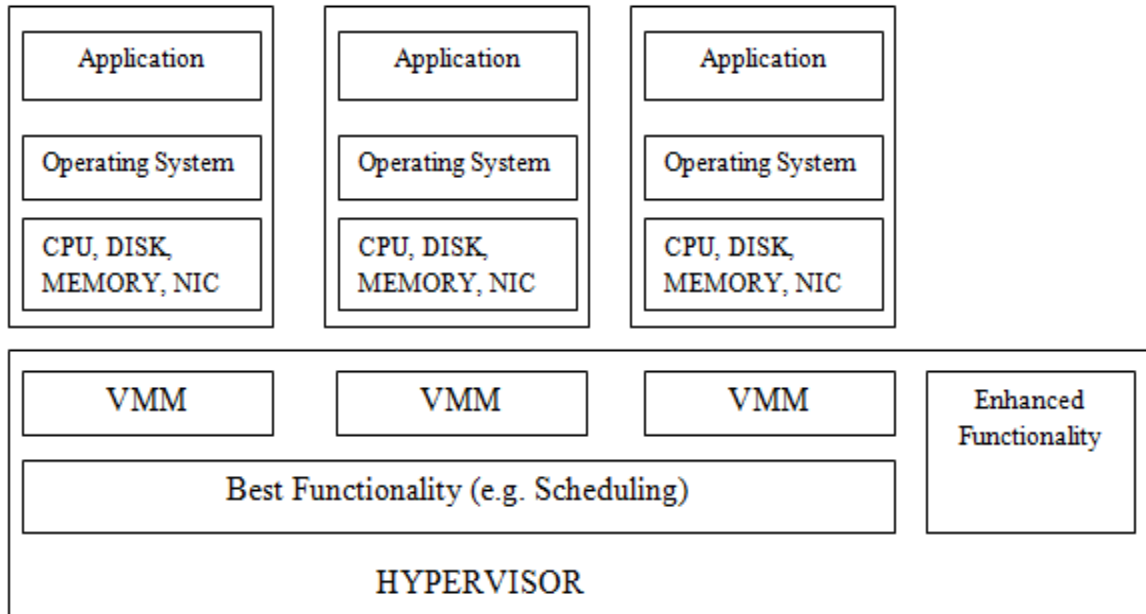 Application
Application
Application
Operating System
Operating System
Operating System
CPU, DISK,
MEMORY, NIC
CPU, DISK,
MEMORY, NIC
CPU, DISK,
MEMORY, NIC
VMM
VMM
VMM
Enhanced
Functionality
Best Functionality (e.g. Scheduling)
HYPERVISOR